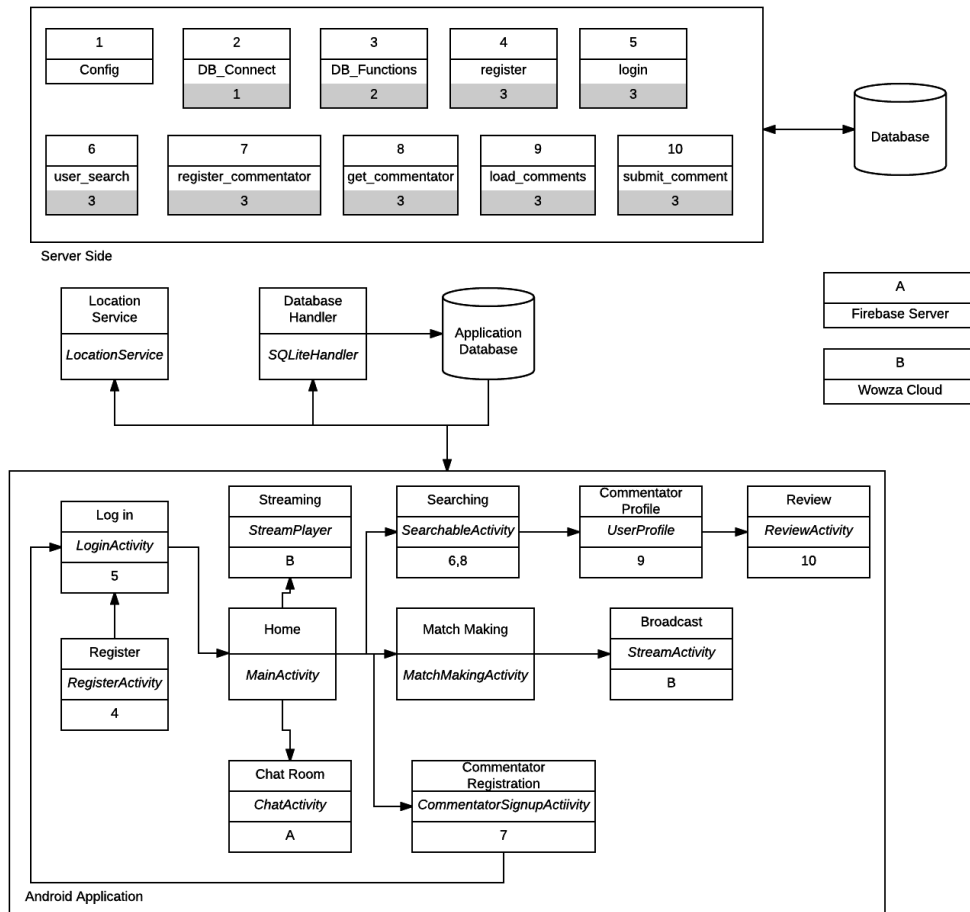 1
Config
2
DB_Connect
1
3
DB_Functions
2
4
register
3
5
login
3
6
user_search
3
7
register_commentator
3
8
get_commentator
3
9
load_comments
3
10
submit_comment
3
Server Side
Database
Location
Service
LocationService
Database
Handler
SQLiteHandler
Application
Database
A
Firebase Server
B
Wowza Cloud
Log in
LoginActivity
5
Register
RegisterActivity
4
Streaming
StreamPlayer
B
Home
MainActivity
Chat Room
ChatActivity
A
Searching
SearchableActivity
6,8
Commentator
Profile
UserProfile
9
Review
ReviewActivity
10
Match Making
MatchMakingActivity
Broadcast
StreamActivity
B
Commentator
Registration
CommentatorSignupActiivity
7
Android Application